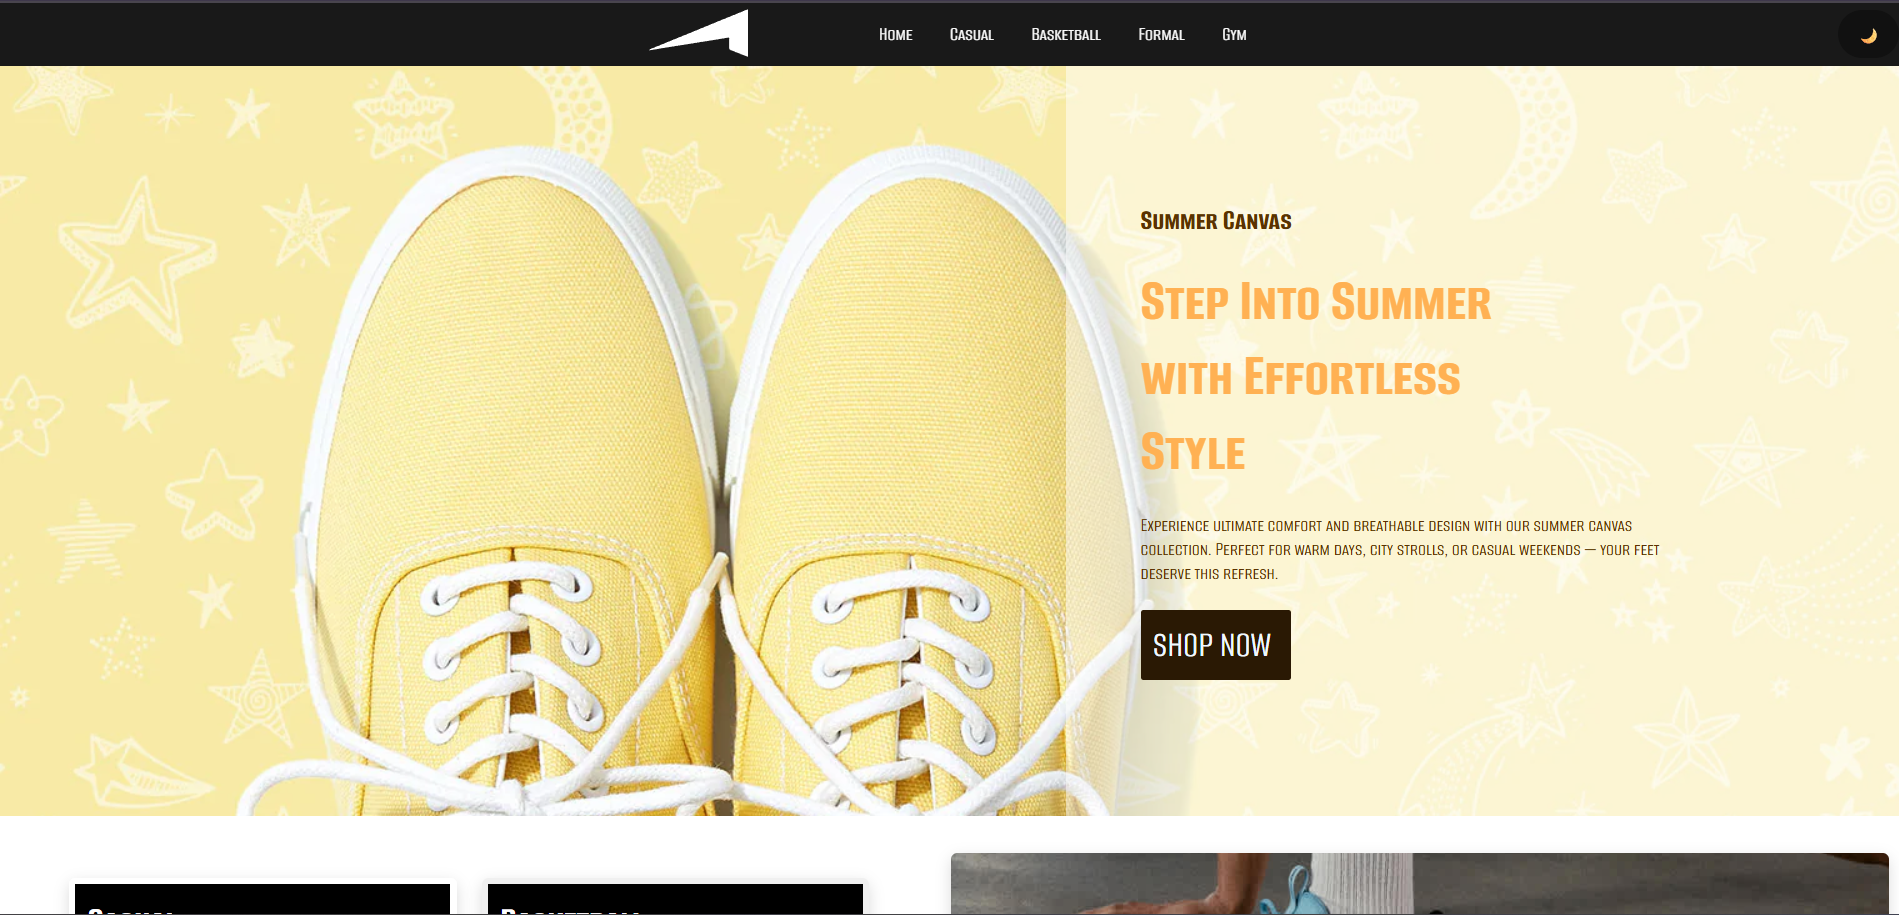 Home Casual Basketball Formal Gym
Summer Canvas
Step Into Summer
with Effortless
Style
Experience ultimate comfort and breathable design with our summer canvas
collection. Perfect for warm days, city strolls, or casual weekends — your feet
deserve this refresh.
SHOP NOW
Casual Basketball